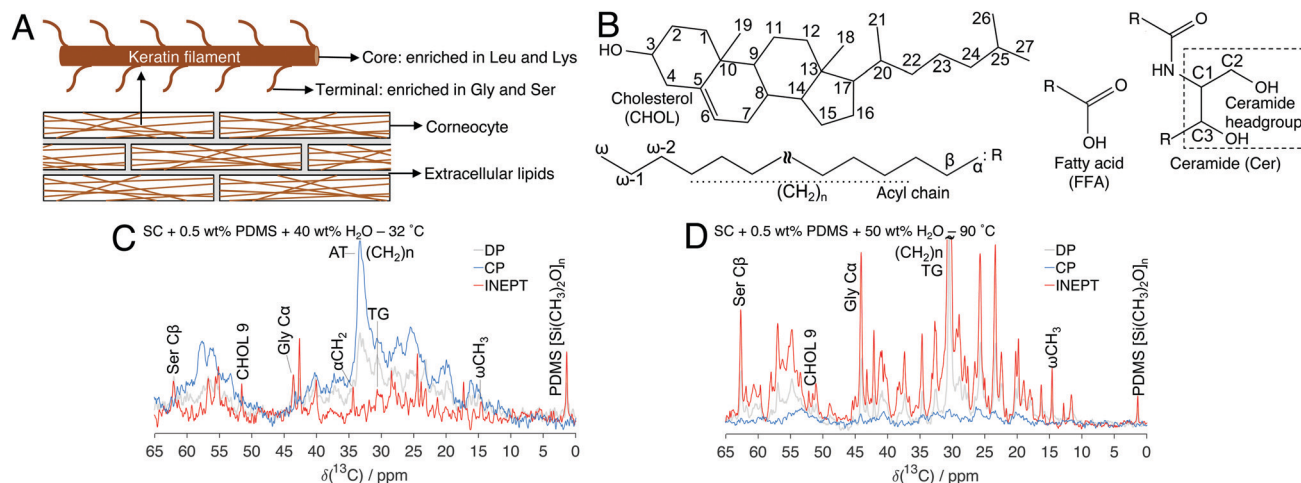 A
Keratin filament
Core: enriched in Leu and Lys
Terminal: enriched in Gly and Ser
Corneocyte
Extracellular lipids
B
HO
1
2
3
4
5
6
7
8
9
10
11
12
13
14
15
16
17
18
19
20
21
22
23
24
25
26
27
Cholesterol
(CHOL)
ω
ω-1
ω-2
(CH₂)n
Acyl chain
β
α
: R
R
O
OH
Fatty acid
(FFA)
R
O
HN
C1
C2
OH
Ceramide
headgroup
R
C3
OH
Ceramide (Cer)
C
SC + 0.5 wt% PDMS + 40 wt% H₂O – 32 ˚C
AT
(CH₂)n
DP
CP
INEPT
Ser Cβ
CHOL 9
Gly Cα
αCH₂
TG
ωCH₃
PDMS [Si(CH₃)₂O]n
65 60 55 50 45 40 35 30 25 20 15 10 5 0
δ(¹³C) / ppm
D
SC + 0.5 wt% PDMS + 50 wt% H₂O – 90 ˚C
(CH₂)n
TG
DP
CP
INEPT
Ser Cβ
CHOL 9
Gly Cα
ωCH₃
PDMS [Si(CH₃)₂O]n
65 60 55 50 45 40 35 30 25 20 15 10 5 0
δ(¹³C) / ppm